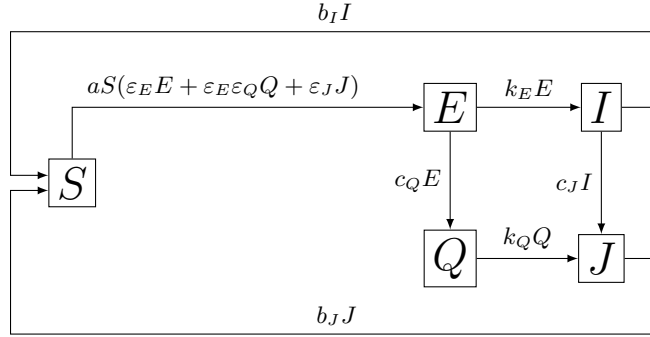 b_I I
aS(ε_E E + ε_E ε_Q Q + ε_J J)
E
k_E E
I
S
c_Q E
c_J I
Q
k_Q Q
J
b_J J